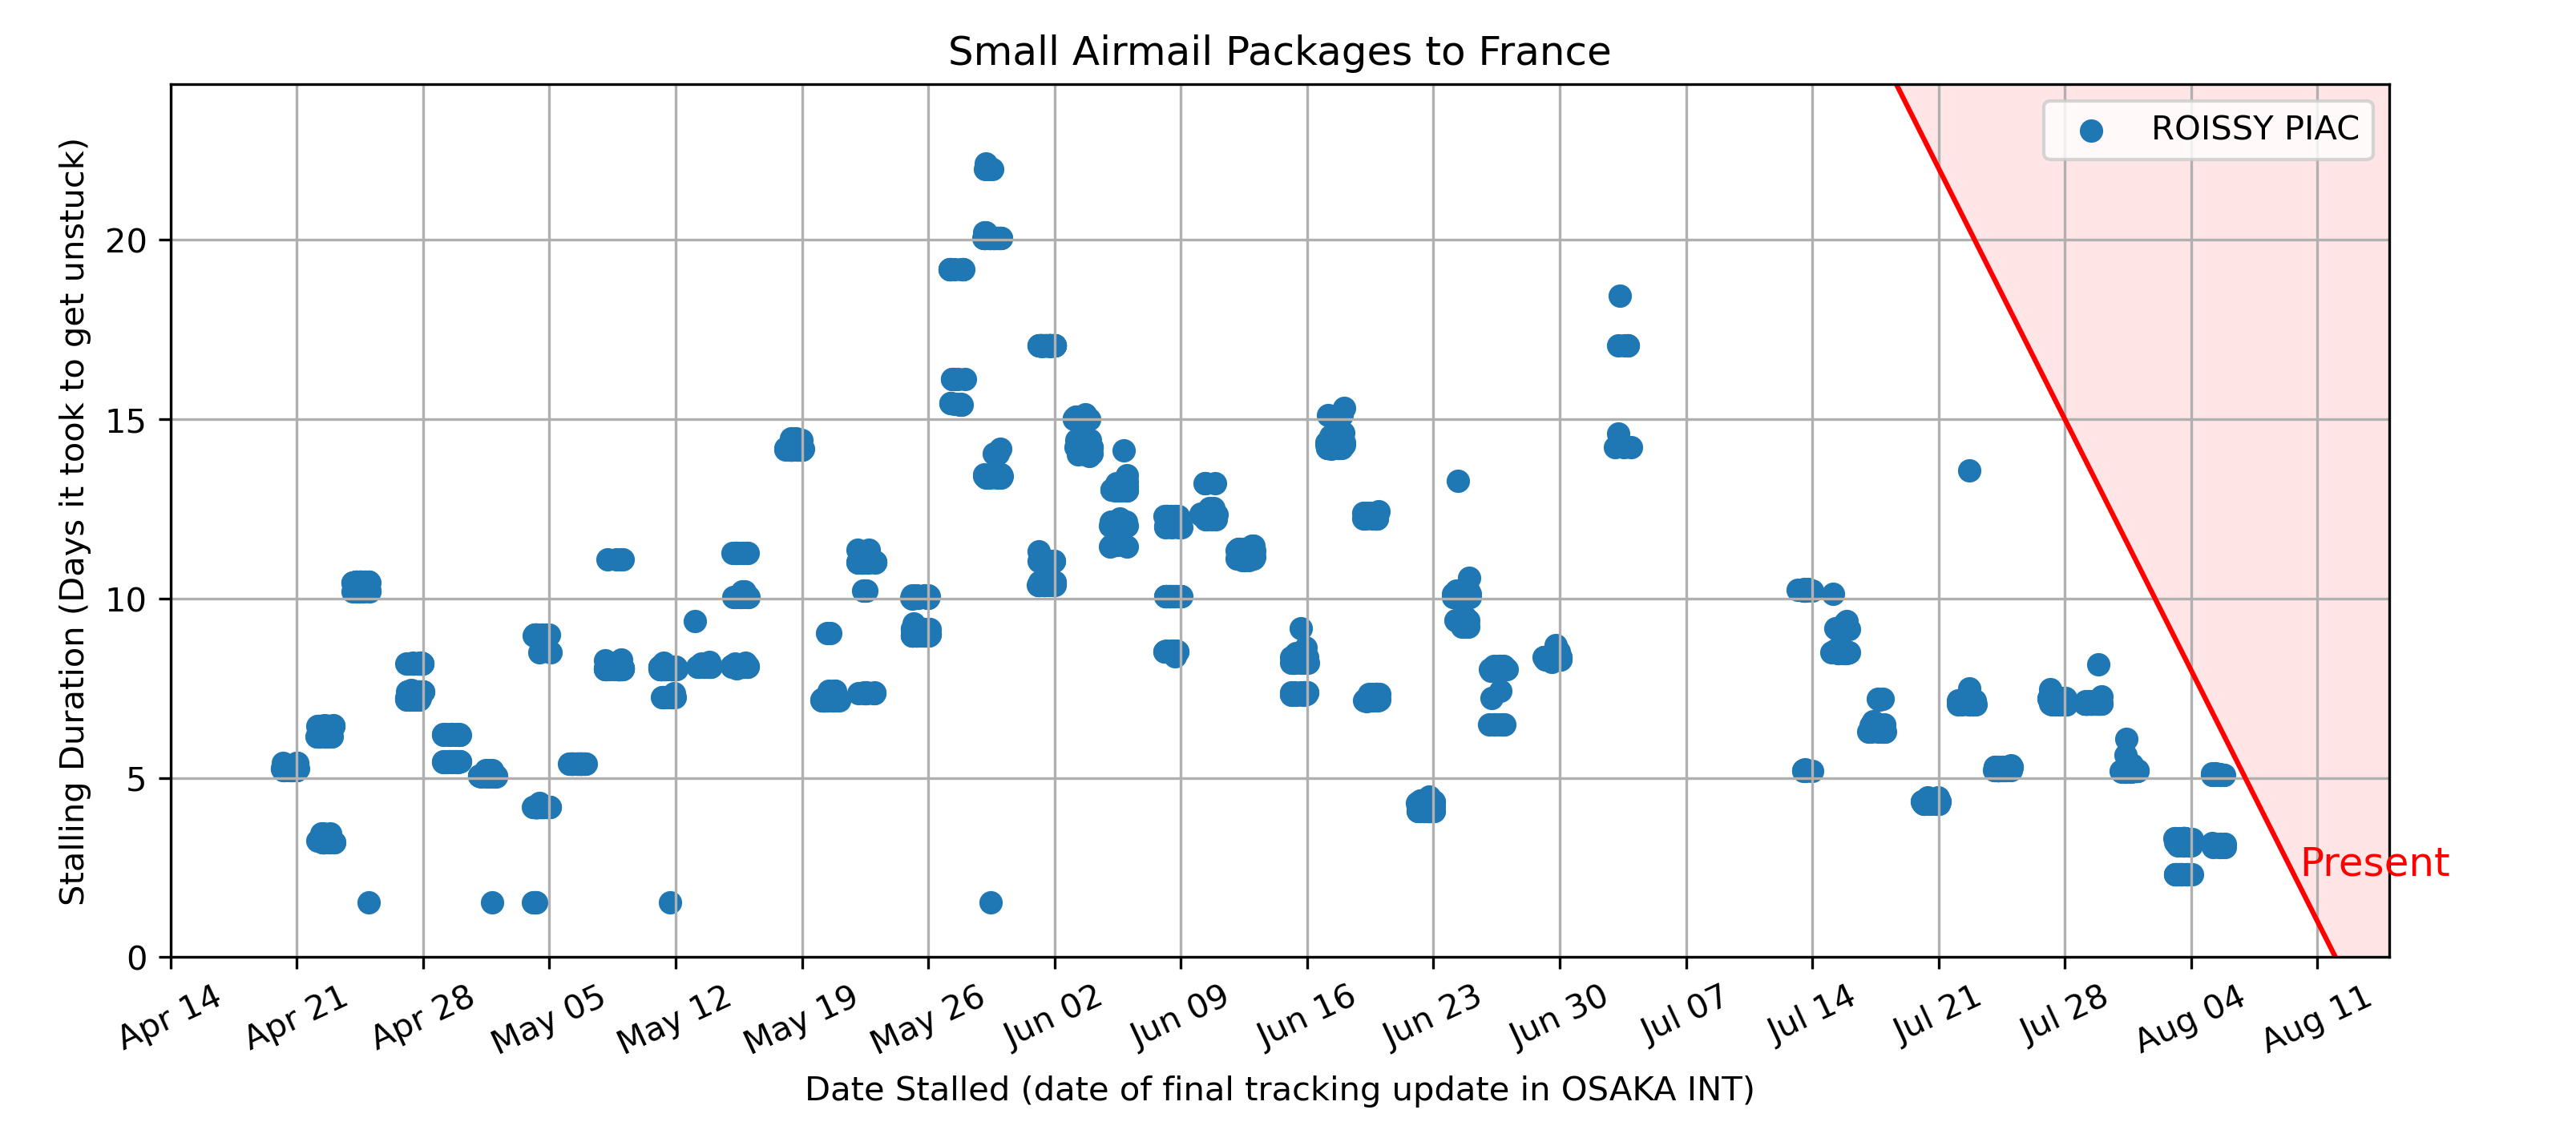 Small Airmail Packages to France
ROISSY PIAC
Stalling Duration (Days it took to get unstuck)
20
15
10
5
0
Present
Apr 14
Apr 21
Apr 28
May 05
May 12
May 19
May 26
Jun 02
Jun 09
Jun 16
Jun 23
Jun 30
Jul 07
Jul 14
Jul 21
Jul 28
Aug 04
Aug 11
Date Stalled (date of final tracking update in OSAKA INT)